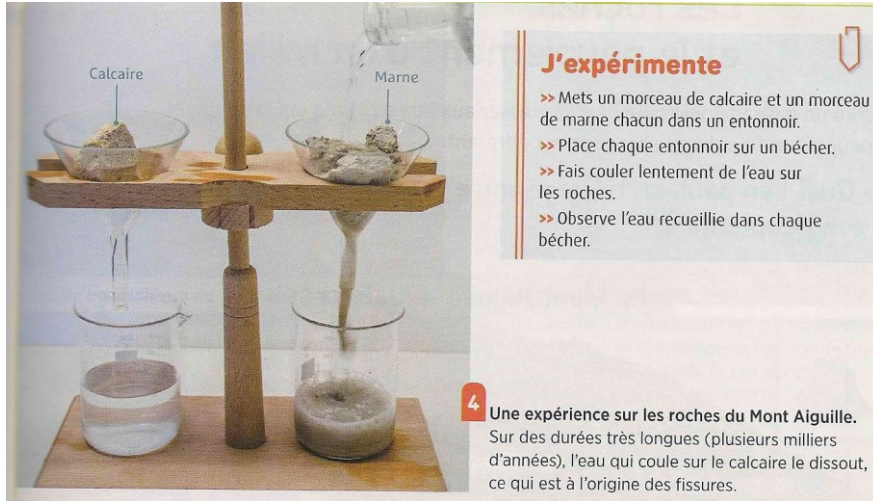 Calcaire
Marne
J'expérimente
>> Mets un morceau de calcaire et un morceau
de marne chacun dans un entonnoir.
>> Place chaque entonnoir sur un bécher.
>> Fais couler lentement de l'eau sur
les roches.
>> Observe l'eau recueillie dans chaque
bécher.
4
Une expérience sur les roches du Mont Aiguille.
Sur des durées très longues (plusieurs milliers
d'années), l'eau qui coule sur le calcaire le dissout,
ce qui est à l'origine des fissures.